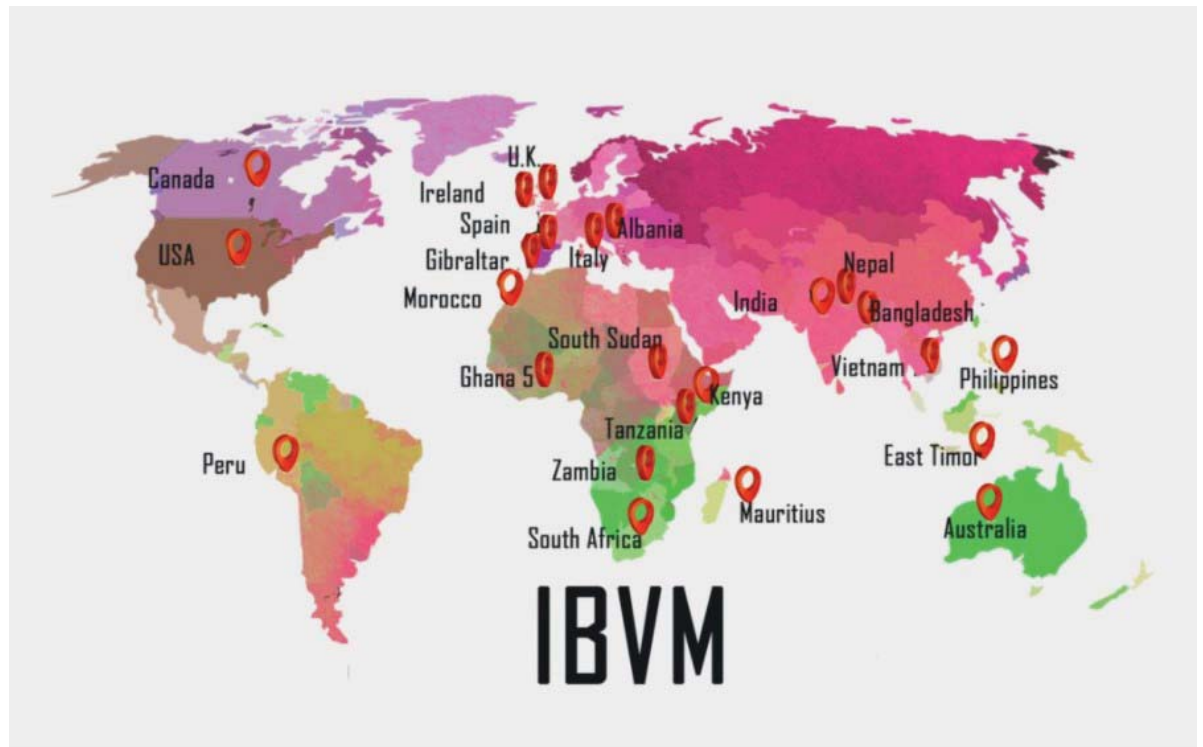 U.K.
Canada
Ireland
Spain
Albania
USA
Gibraltar
Italy
Nepal
Morocco
India
Bangladesh
South Sudan
Vietnam
Ghana 5
Philippines
Kenya
Tanzania
Peru
Zambia
East Timor
Mauritius
South Africa
Australia
IBVM